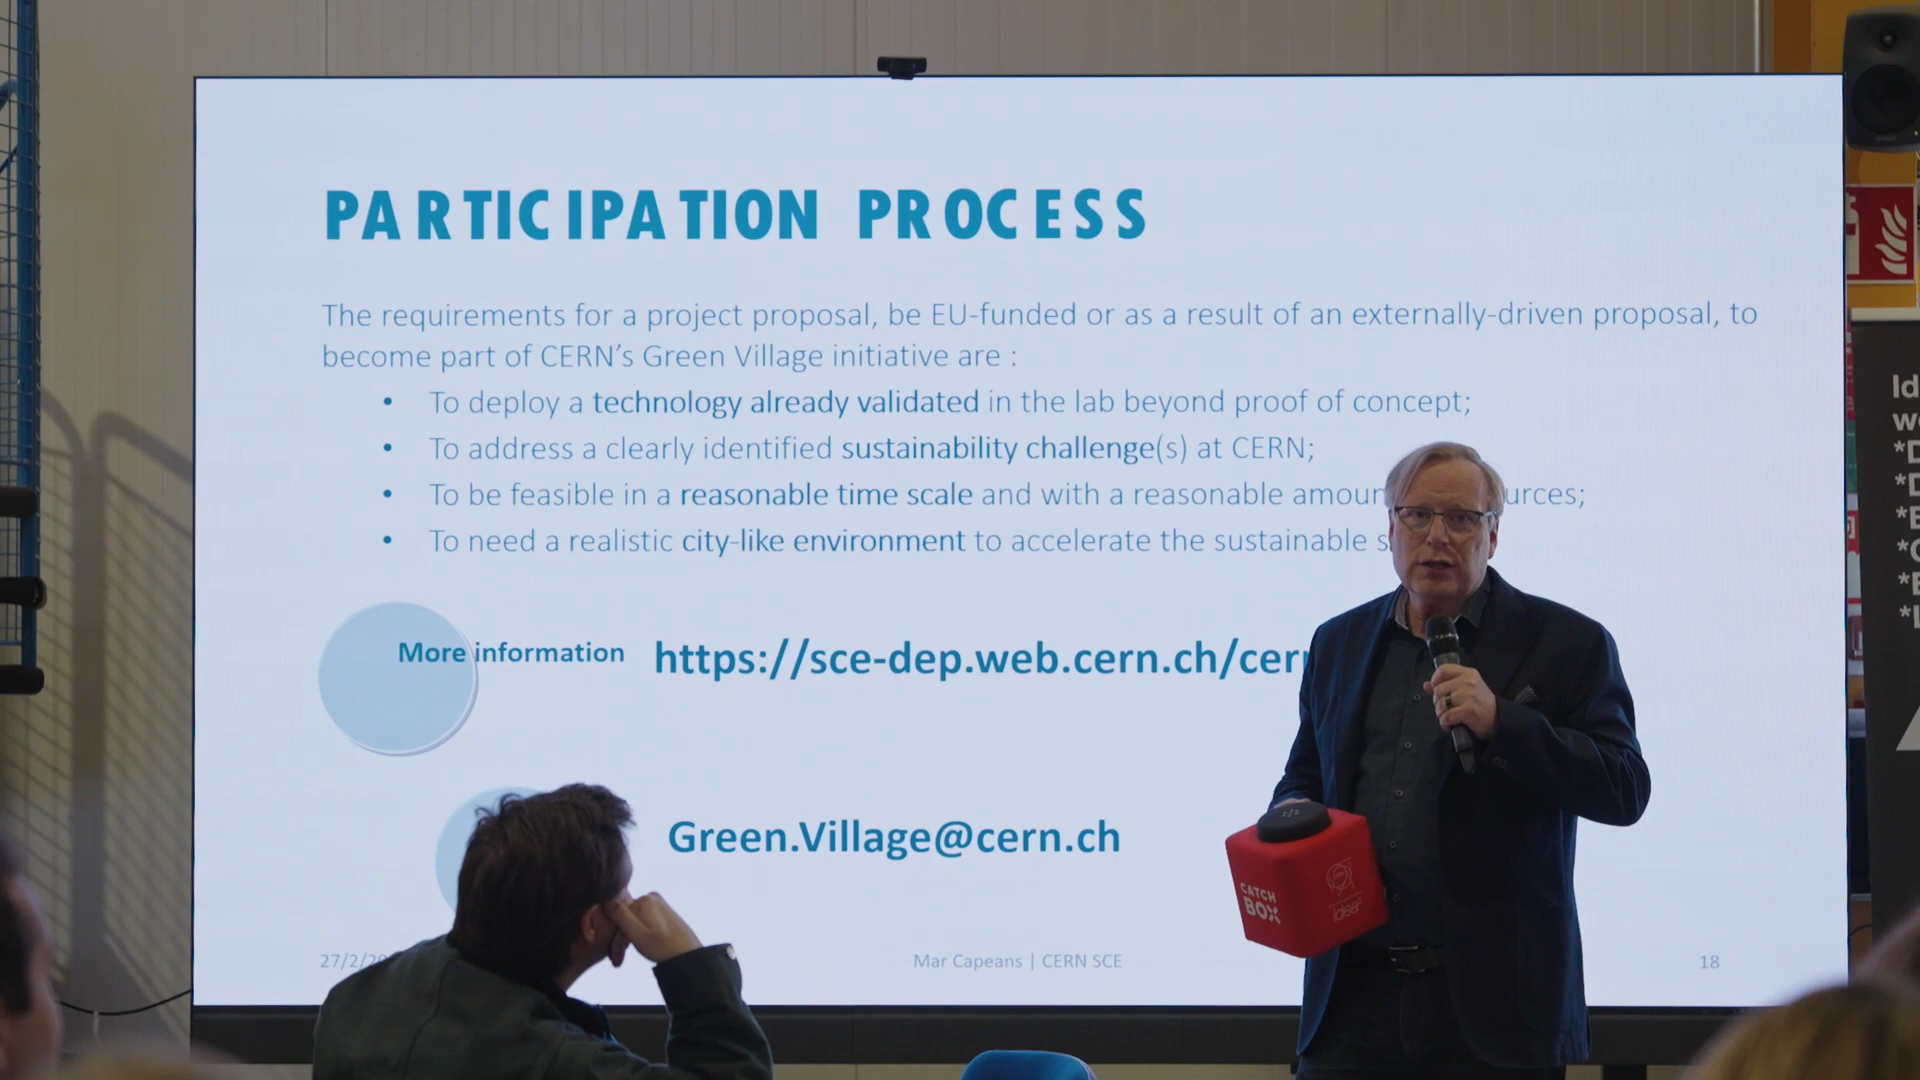 PARTICIPATION PROCESS
The requirements for a project proposal, be EU-funded or as a result of an externally-driven proposal, to
become part of CERN's Green Village initiative are :
• To deploy a technology already validated in the lab beyond proof of concept;
• To address a clearly identified sustainability challenge(s) at CERN;
• To be feasible in a reasonable time scale and with a reasonable
• To need a realistic city-like environment to accelerate the sustainable
More information
https://sce-dep.web.cern.ch/
Green.Village@cern.ch
CATCH
BOX
Mar Capeans | CERN SCE
18